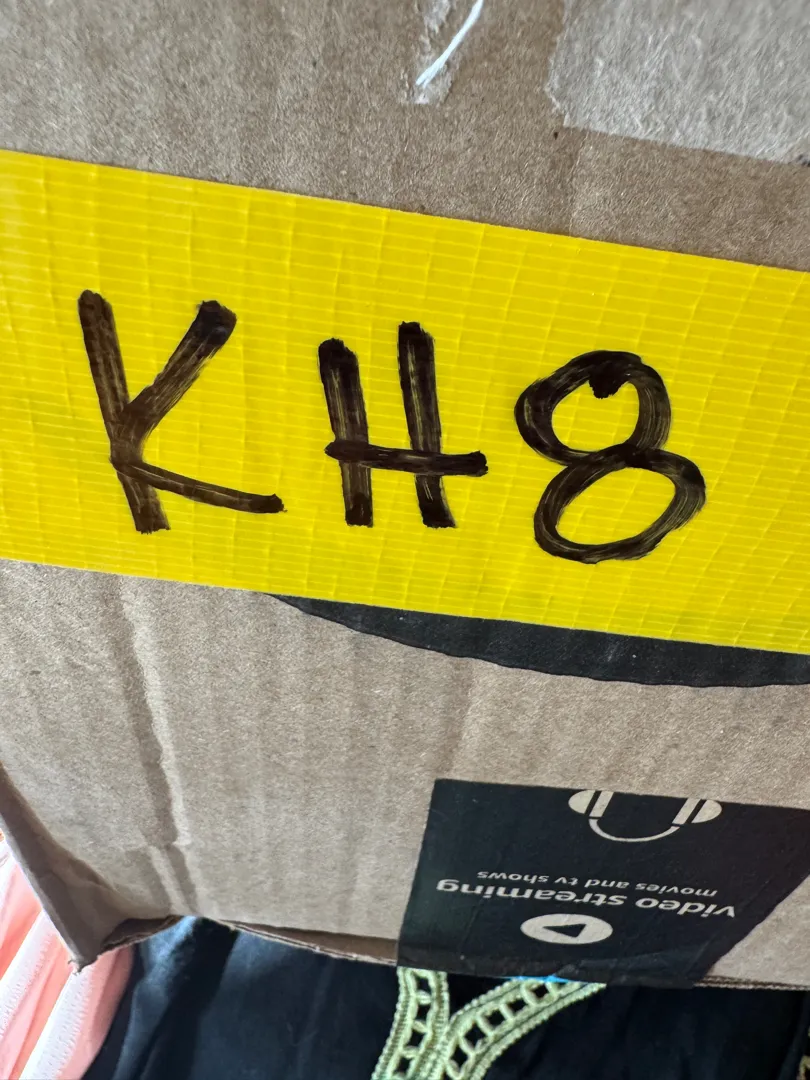 KH8
video streaming
movies and tv shows